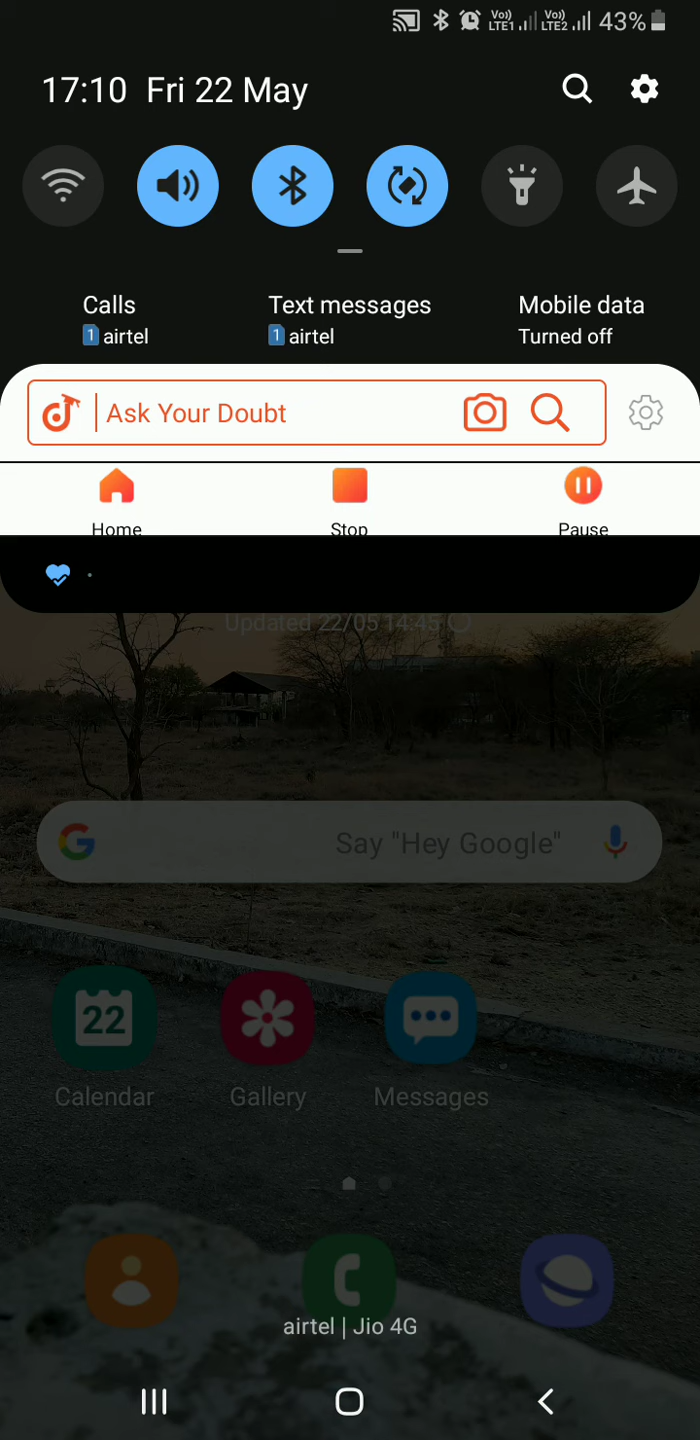 Vo)) LTE1 Vo)) LTE2 43%
17:10 Fri 22 May
Calls Text messages Mobile data
1 airtel 1 airtel Turned off
Ask Your Doubt
Home Stop Pause
Updated 22/05 14:45
G Say "Hey Google"
22
Calendar Gallery Messages
airtel | Jio 4G